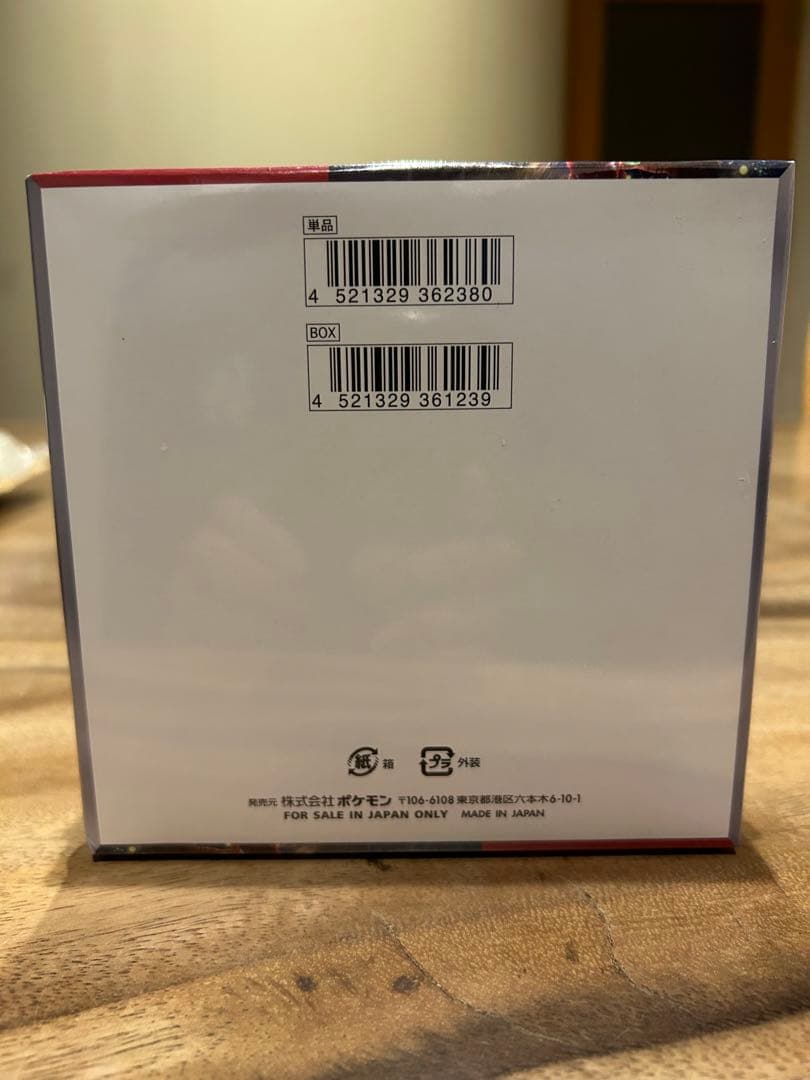 単品
4 521329 362380
BOX
4 521329 361239
紙 箱 プラ 外装
発売元 株式会社ポケモン 〒106-6108 東京都港区六本木6-10-1
FOR SALE IN JAPAN ONLY MADE IN JAPAN